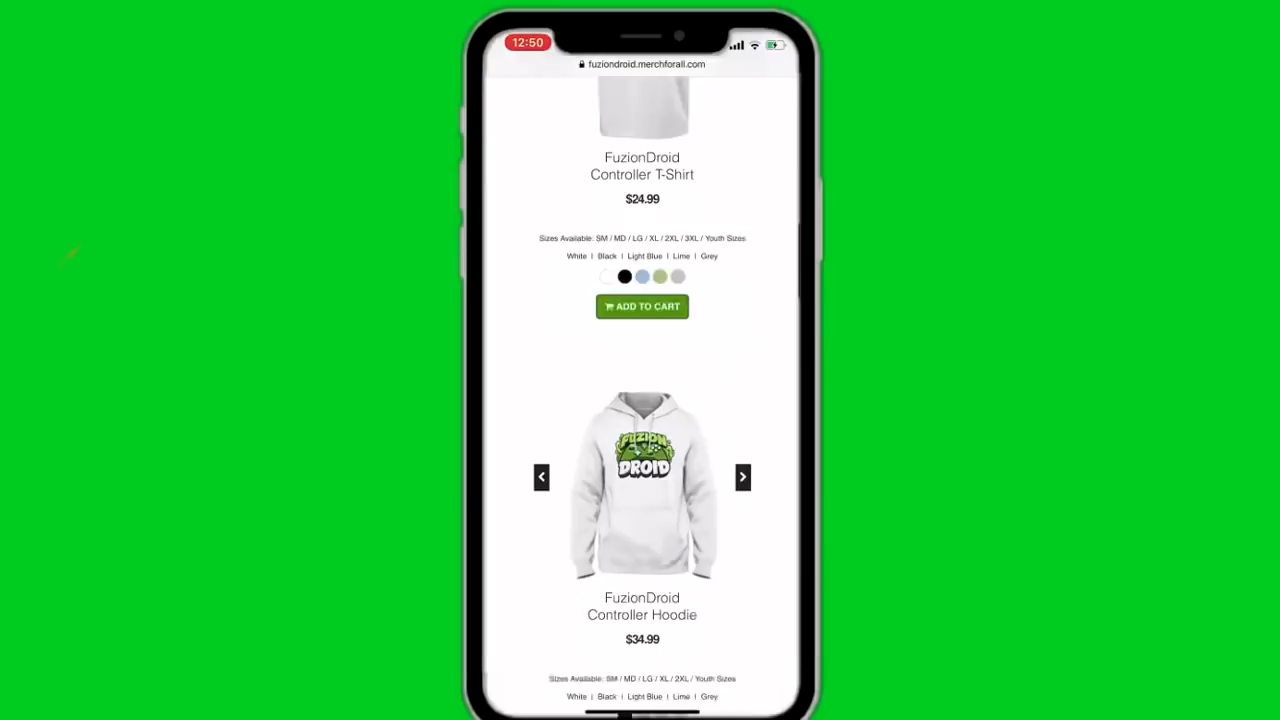 12:50
fuziondroid.merchforall.com
FuzionDroid
Controller T-Shirt
$24.99
Sizes Available: SM / MD / LG / XL / 2XL / 3XL / Youth Sizes
White | Black | Light Blue | Lime | Grey
ADD TO CART
FUZION
DROID
FuzionDroid
Controller Hoodie
$34.99
Sizes Available: SM / MD / LG / XL / 2XL / Youth Sizes
White | Black | Light Blue | Lime | Grey